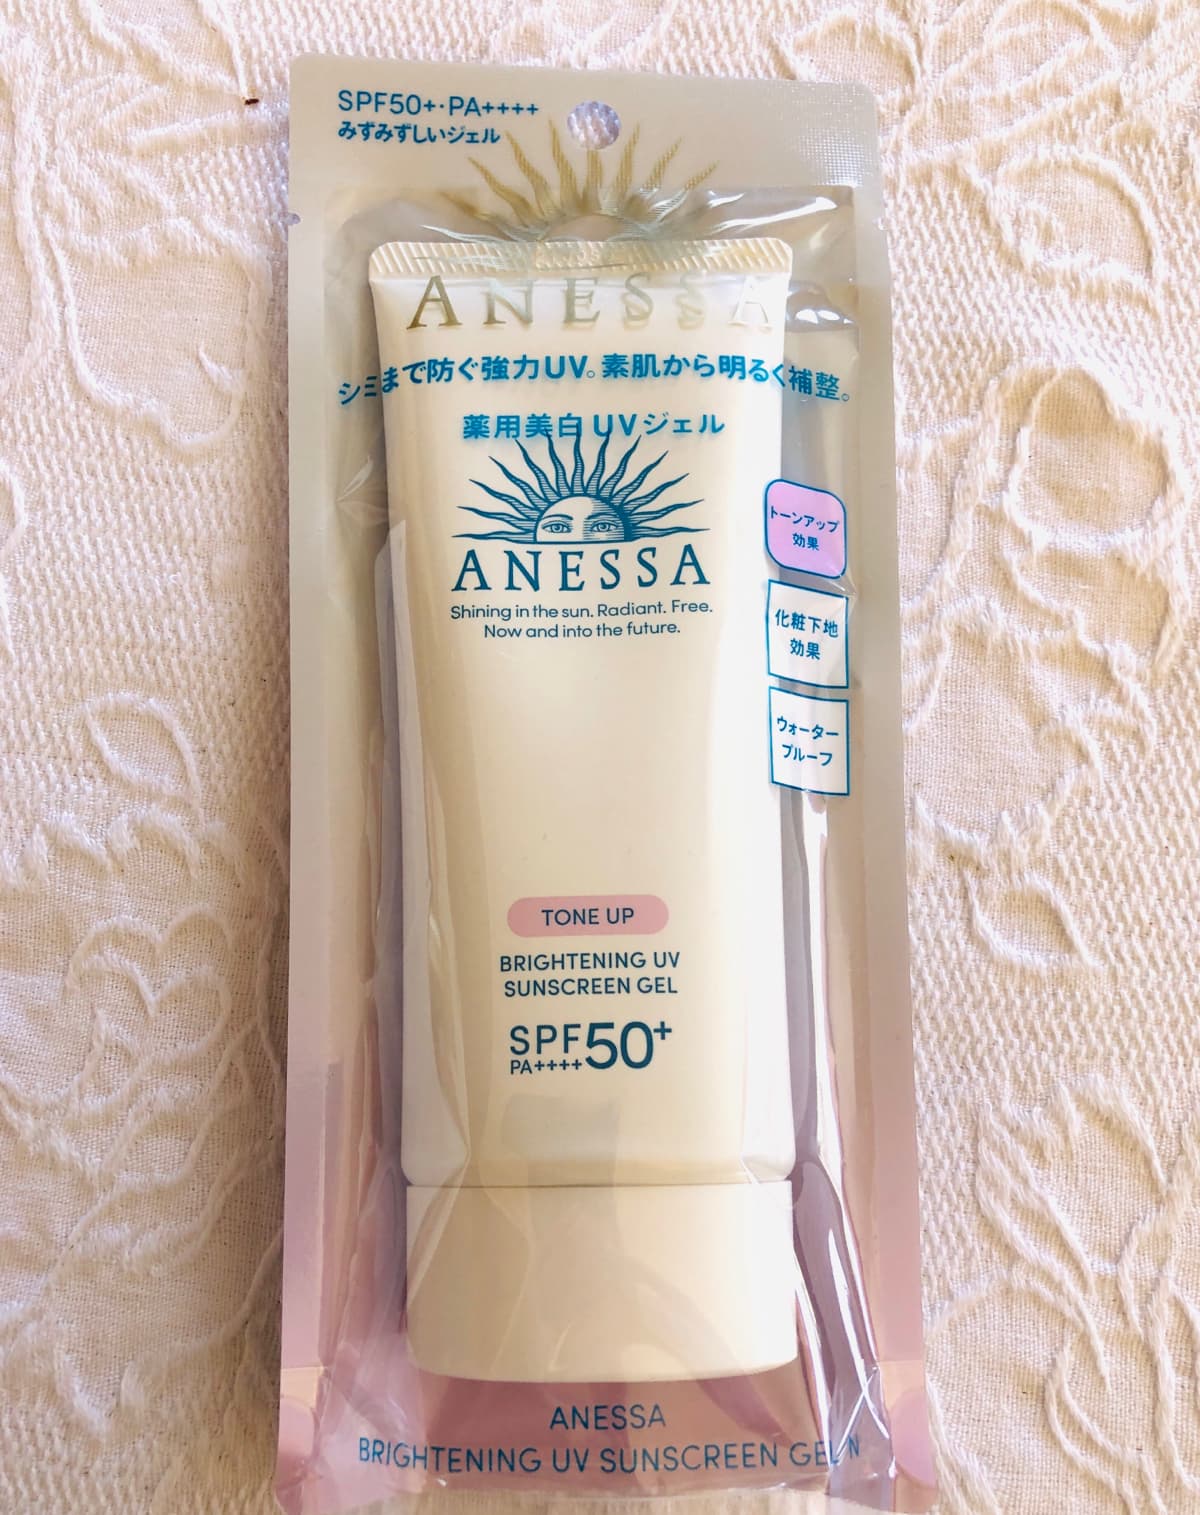 SPF50+・PA++++
みずみずしいジェル
ANESSA
シミまで防ぐ強力UV。素肌から明るく補整。
薬用美白UVジェル
ANESSA
Shining in the sun. Radiant. Free.
Now and into the future.
トーンアップ
効果
化粧下地
効果
ウォーター
プルーフ
TONE UP
BRIGHTENING UV
SUNSCREEN GEL
SPF50+
PA++++
ANESSA
BRIGHTENING UV SUNSCREEN GEL N